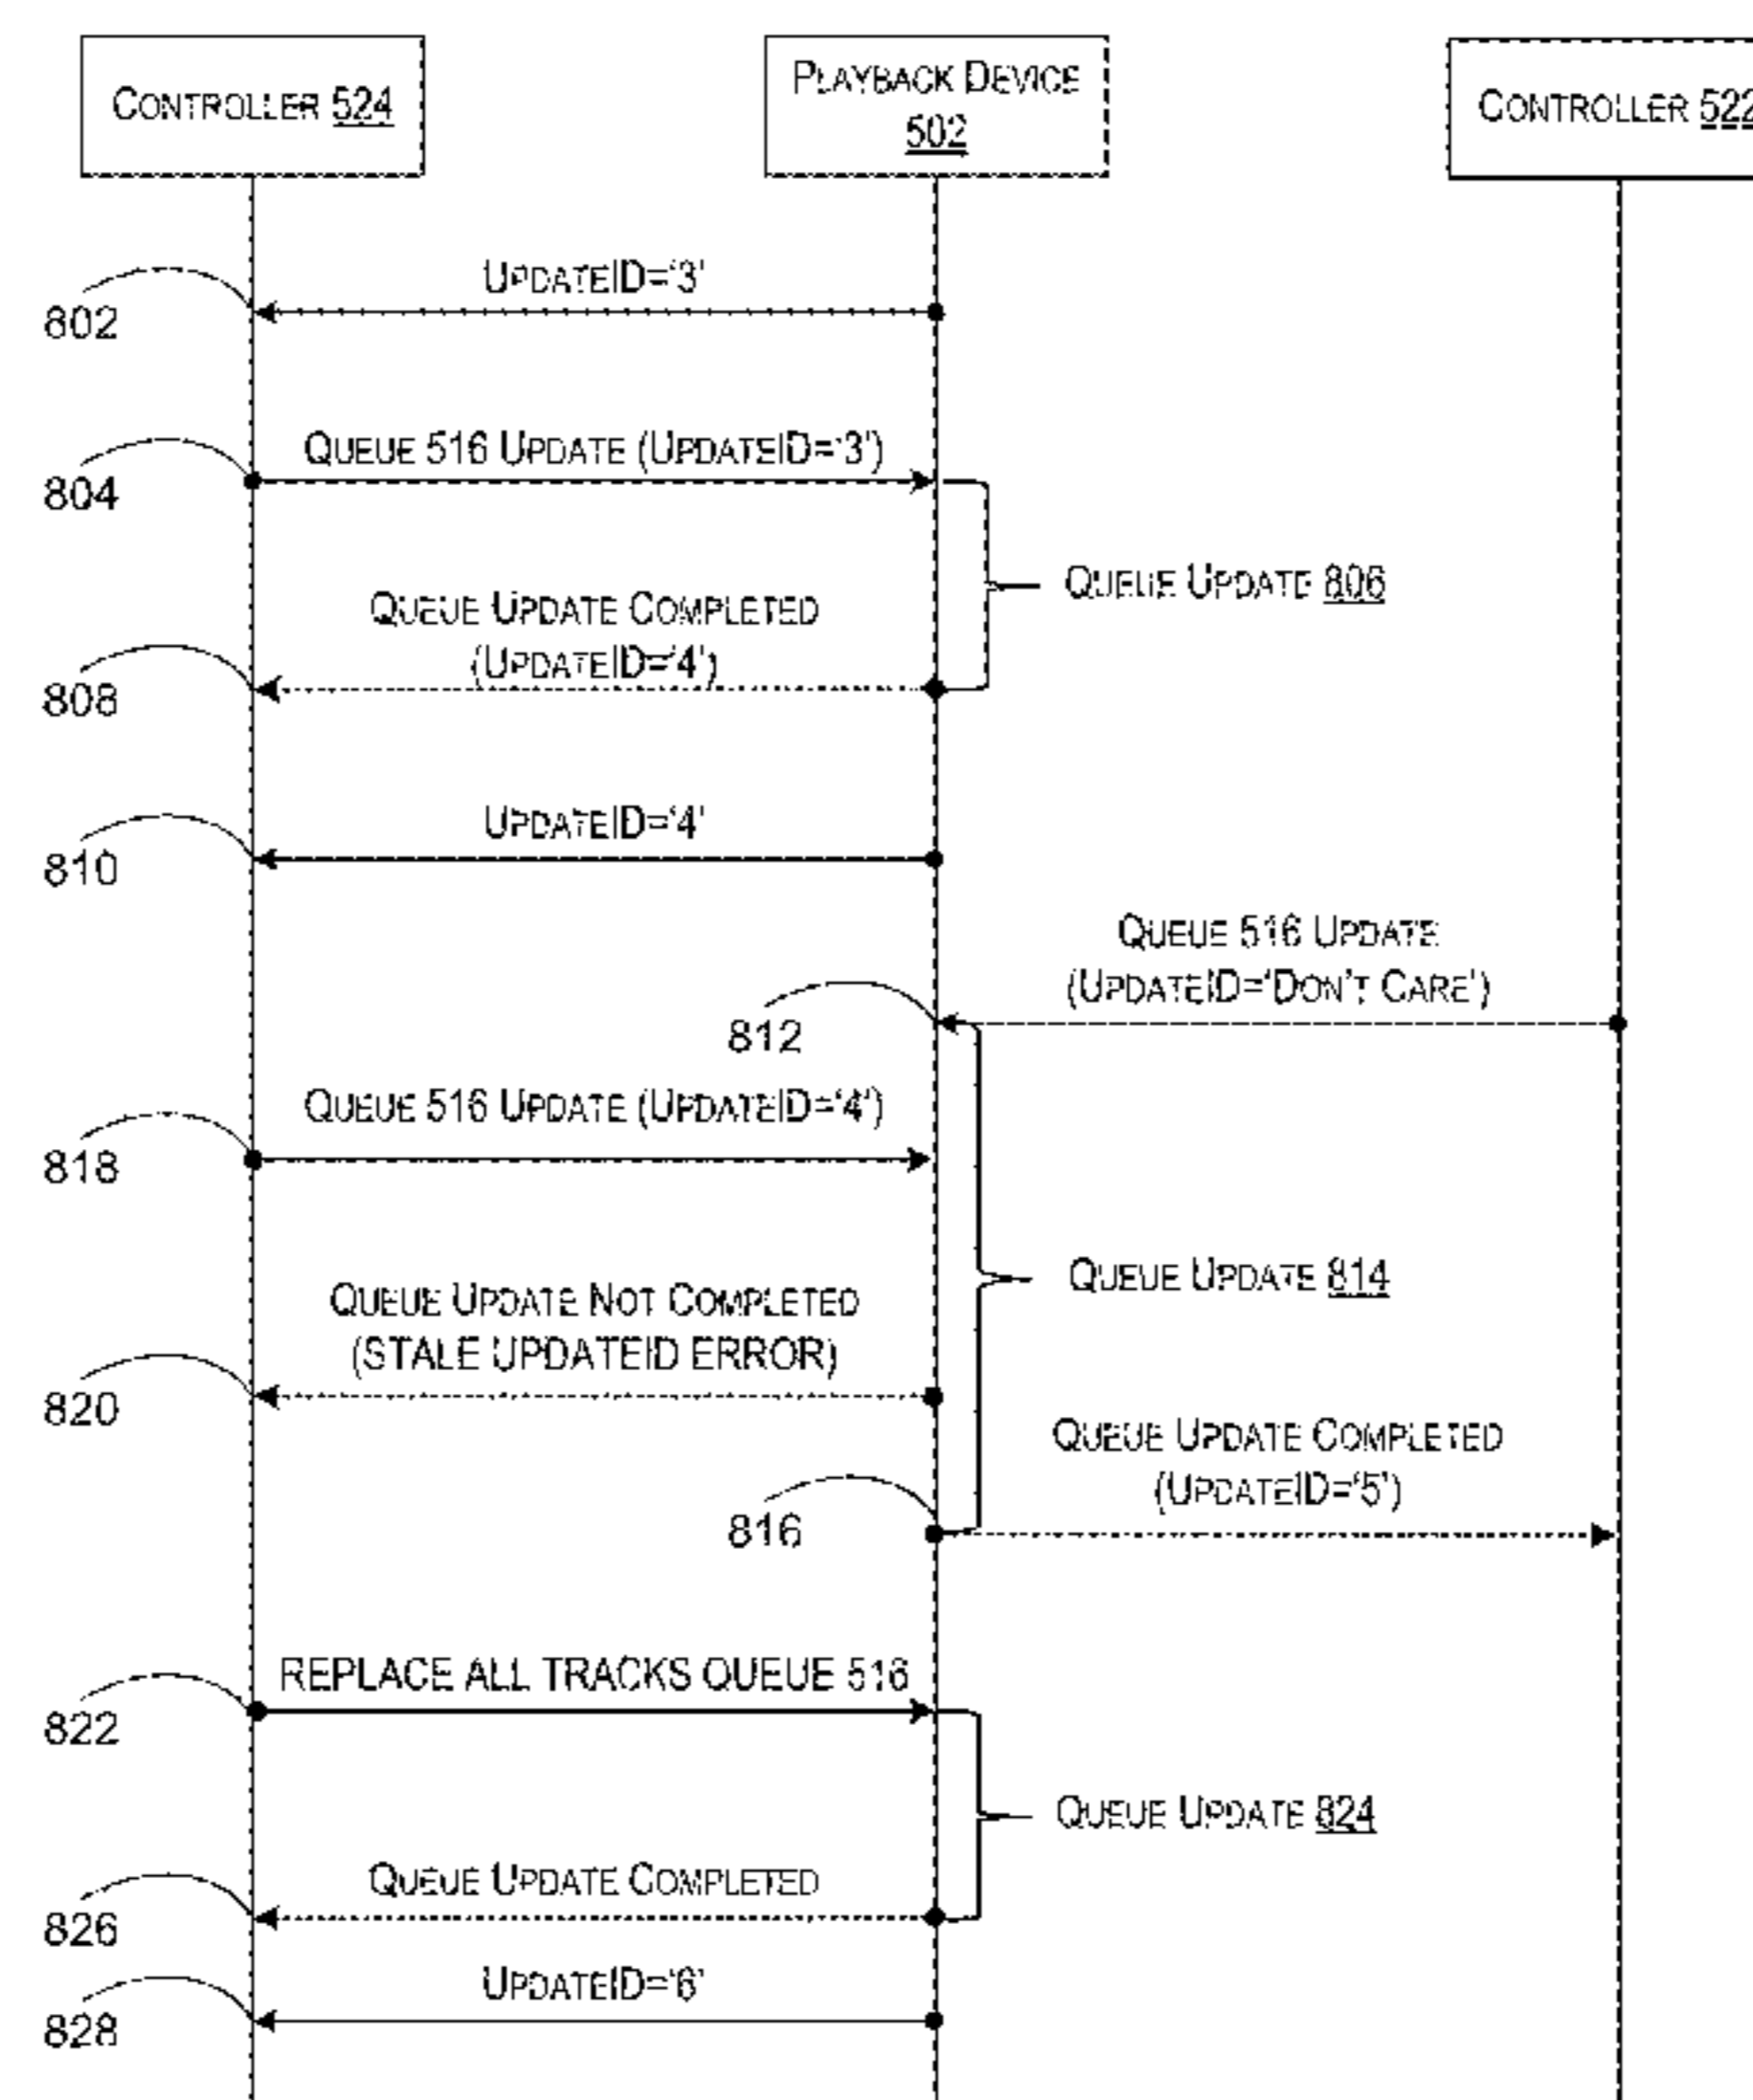 CONTROLLER 524
PLAYBACK DEVICE
502
CONTROLLER 522
UPDATEID='3'
802
QUEUE 516 UPDATE (UPDATEID='3')
804
QUEUE UPDATE 806
QUEUE UPDATE COMPLETED
(UPDATEID='4')
808
UPDATEID='4'
810
QUEUE 516 UPDATE
(UPDATEID='DON'T CARE')
812
QUEUE 516 UPDATE (UPDATEID='4')
818
QUEUE UPDATE 814
QUEUE UPDATE NOT COMPLETED
(STALE UPDATEID ERROR)
820
QUEUE UPDATE COMPLETED
(UPDATEID='5')
816
REPLACE ALL TRACKS QUEUE 516
822
QUEUE UPDATE 824
QUEUE UPDATE COMPLETED
826
UPDATEID='6'
828